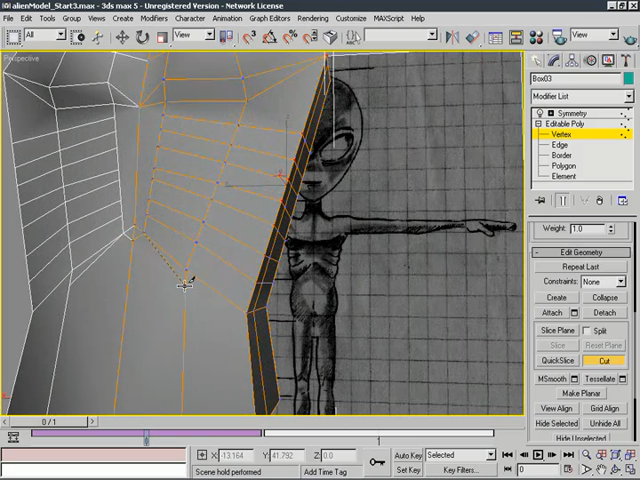 alienModel_Start3.max - 3ds max 5 - Unregistered Version - Network License
File Edit Tools Group Views Create Modifiers Character Animation Graph Editors Rendering Customize MAXScript Help
All View View
Perspective
Box03
Modifier List
Symmetry
Editable Poly
Vertex
Edge
Border
Polygon
Element
Weight: 1.0
Edit Geometry
Repeat Last
Constraints: None
Create Collapse
Attach Detach
Slice Plane Split
Slice Reset Plane
QuickSlice Cut
MSmooth Tessellate
Make Planar
View Align Grid Align
Hide Selected Unhide All
Hide Unselected
0 / 1
X: -13.164 Y: 41.792 Z: 0.0
Auto Key Selected
Scene hold performed Add Time Tag
Set Key Key Filters... 0